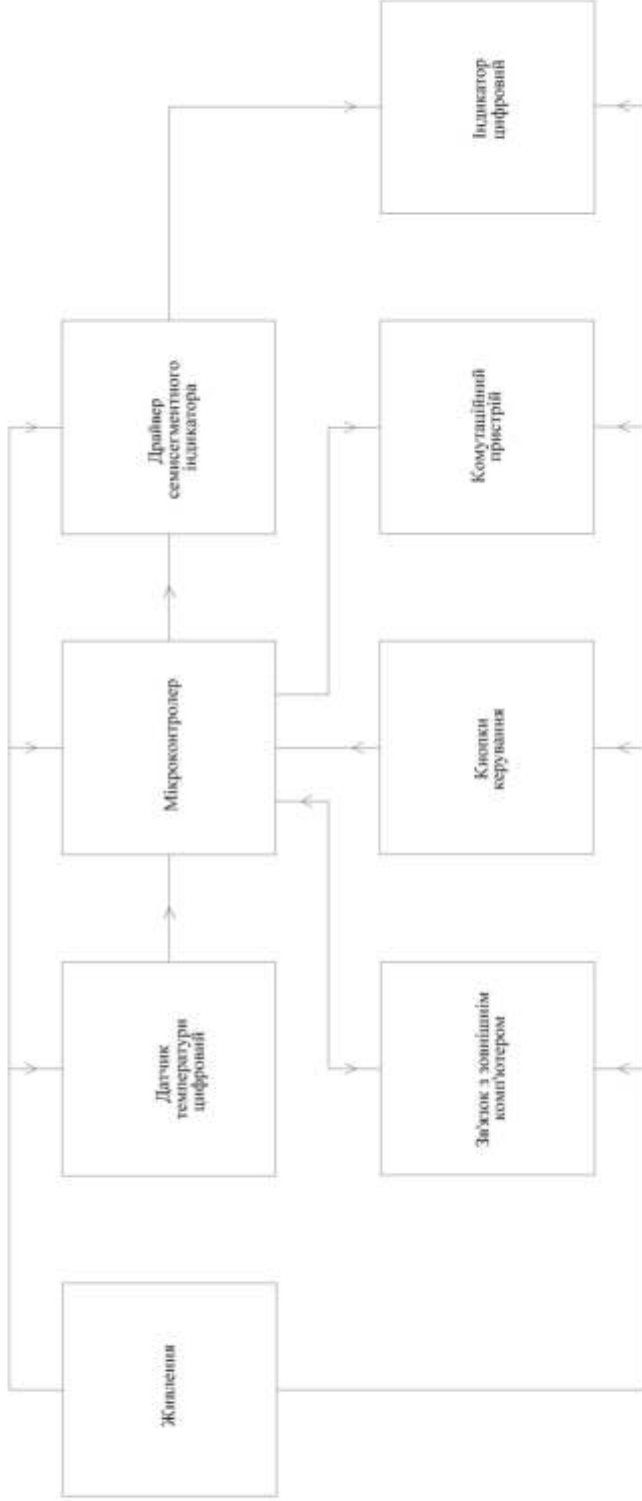 Живлення
Датчик
температури
цифровий
Мікроконтролер
Драйвер
семисегментного
індикатора
Зв'язок з зовнішнім
комп'ютером
Кнопки
керування
Комутаційний
пристрій
Індикатор
цифровий